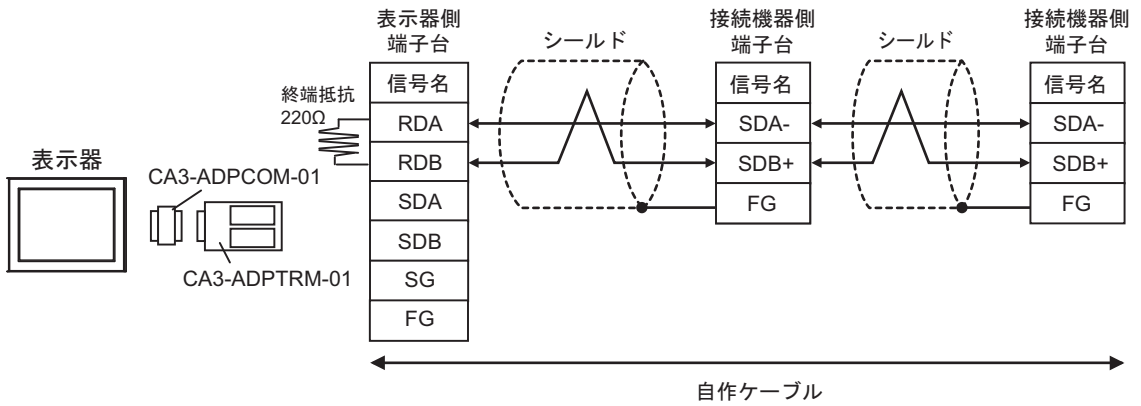 表示器
CA3-ADPCOM-01
CA3-ADPTRM-01
終端抵抗
220Ω
表示器側
端子台
信号名
RDA
RDB
SDA
SDB
SG
FG
シールド
接続機器側
端子台
信号名
SDA-
SDB+
FG
シールド
接続機器側
端子台
信号名
SDA-
SDB+
FG
自作ケーブル